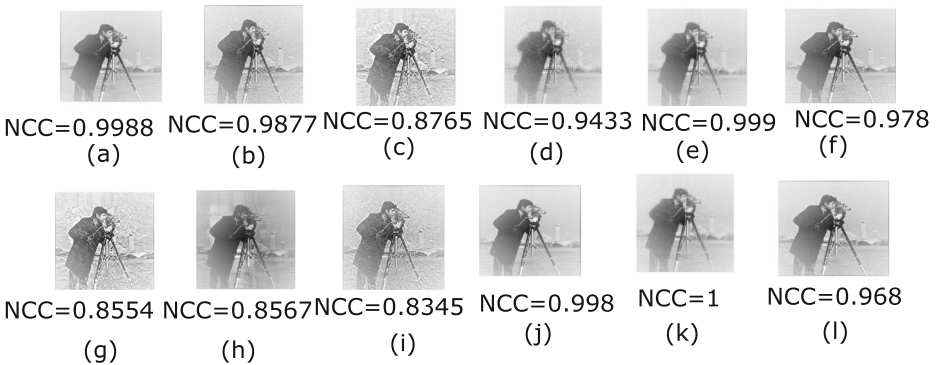 NCC=0.9988 NCC=0.9877 NCC=0.8765 NCC=0.9433 NCC=0.999 NCC=0.978
(a) (b) (c) (d) (e) (f)
NCC=0.8554 NCC=0.8567 NCC=0.8345 NCC=0.998 NCC=1 NCC=0.968
(g) (h) (i) (j) (k) (l)